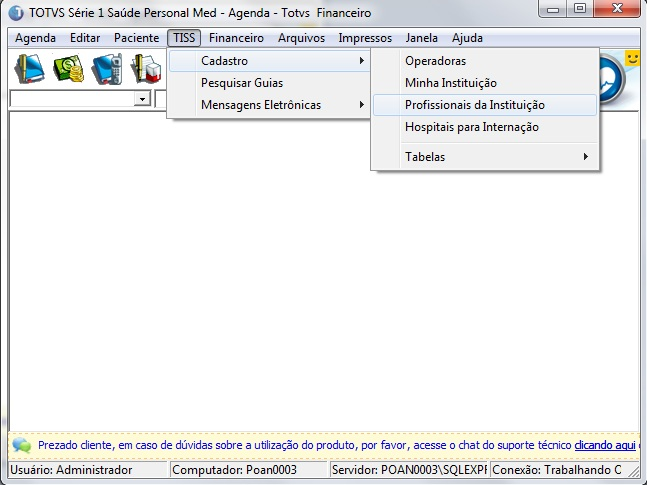 TOTVS Série 1 Saúde Personal Med - Agenda - Totvs Financeiro
Agenda Editar Paciente TISS Financeiro Arquivos Impressos Janela Ajuda
Cadastro
Pesquisar Guias
Mensagens Eletrônicas
Operadoras
Minha Instituição
Profissionais da Instituição
Hospitais para Internação
Tabelas
Prezado cliente, em caso de dúvidas sobre a utilização do produto, por favor, acesse o chat do suporte técnico clicando aqui
Usuário: Administrador Computador: Poan0003 Servidor: POAN0003\SQLEXPR Conexão: Trabalhando O